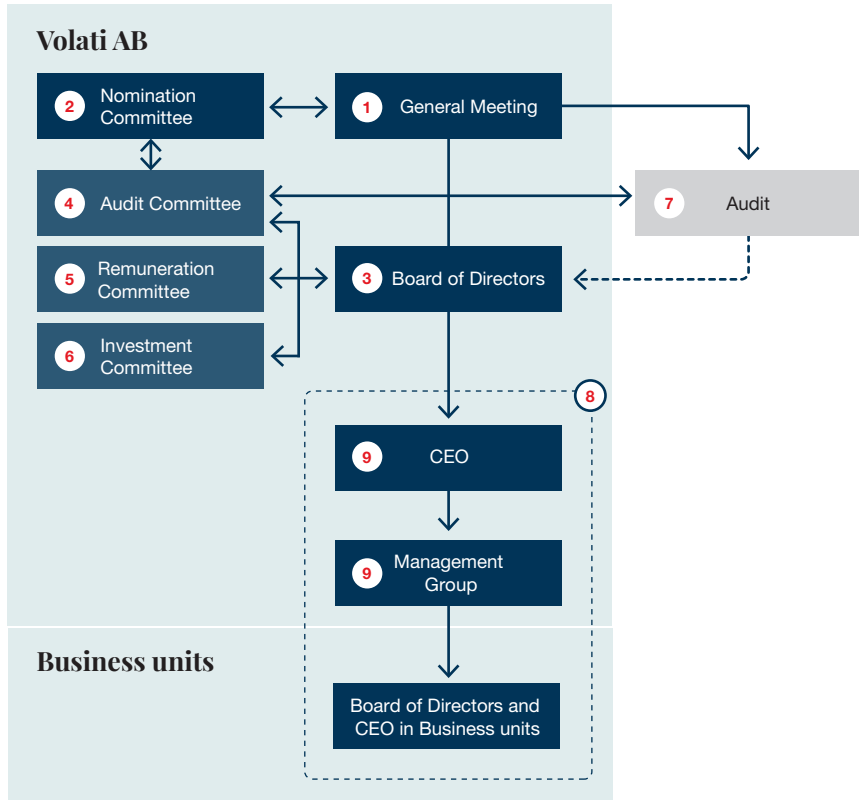 Volati AB
2
Nomination
Committee
1
General Meeting
4
Audit Committee
7
Audit
5
Remuneration
Committee
3
Board of Directors
6
Investment
Committee
8
9
CEO
9
Management
Group
Business units
Board of Directors and
CEO in Business units